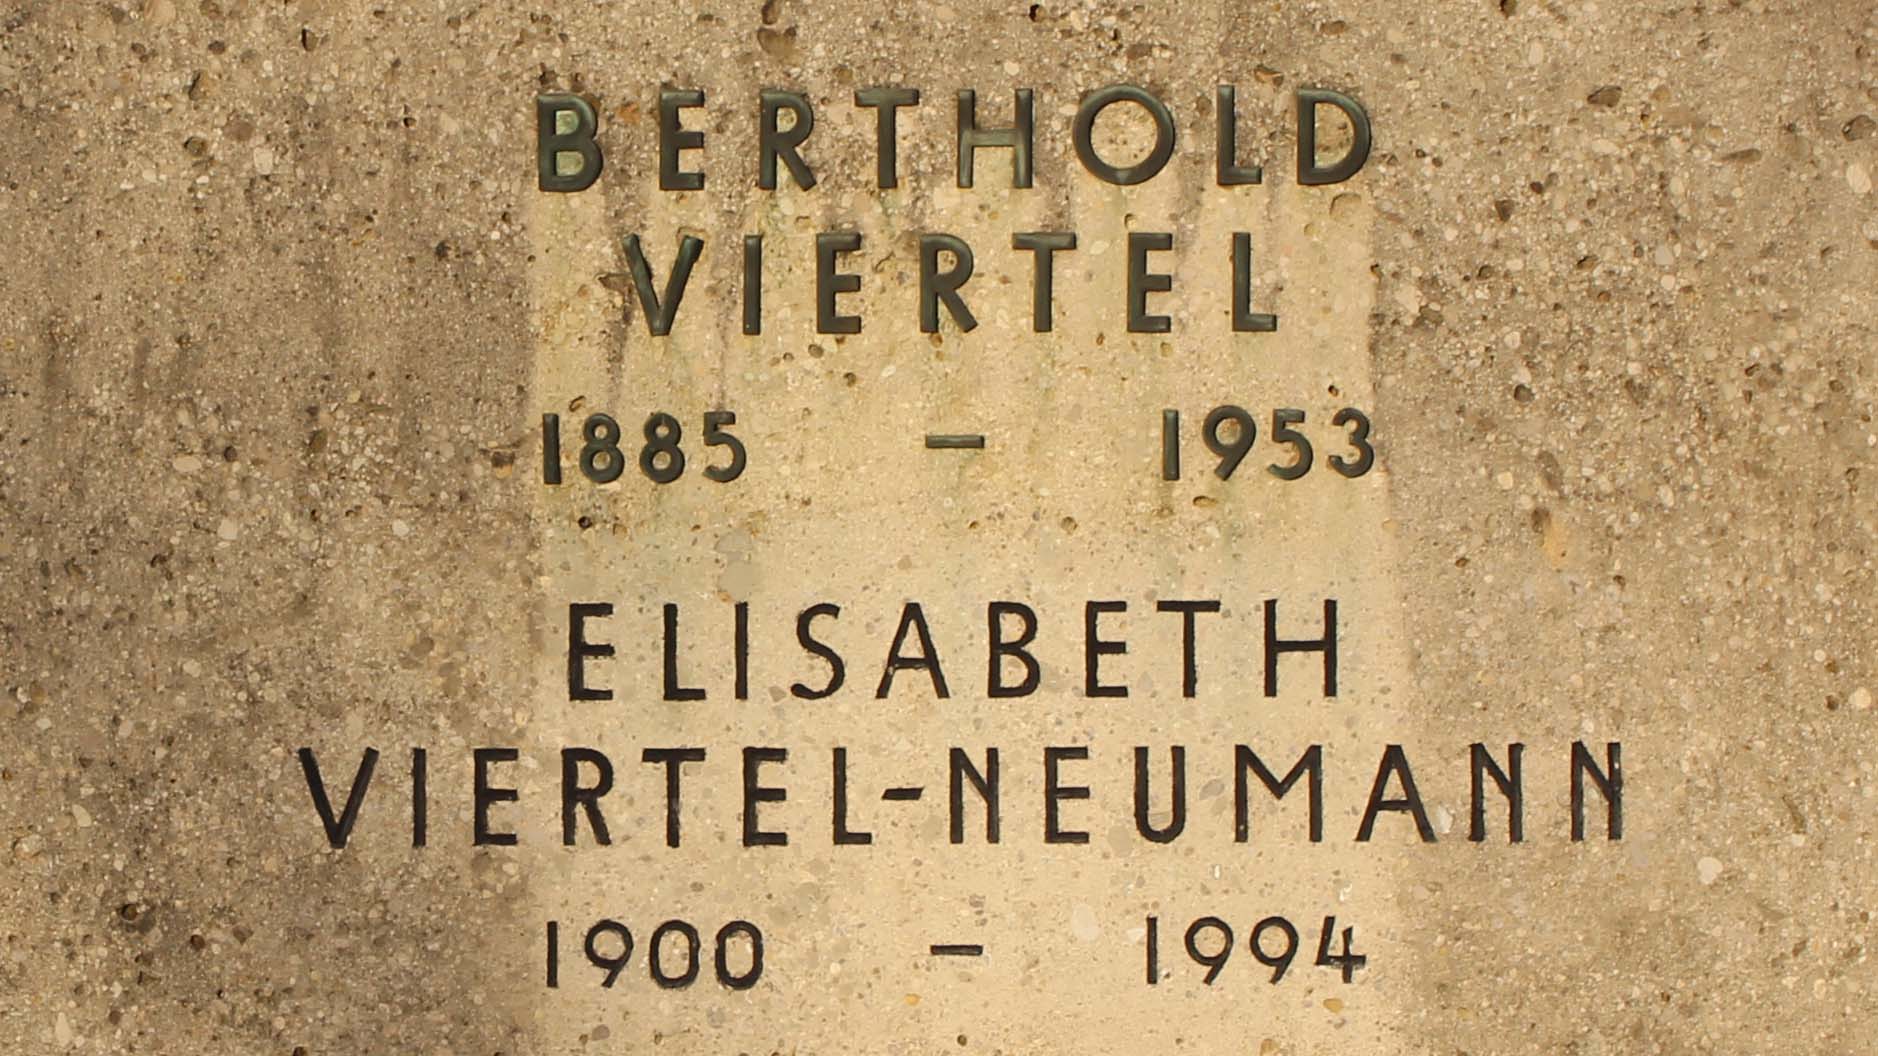 BERTHOLD
VIERTEL
1885 – 1953
ELISABETH
VIERTEL-NEUMANN
1900 – 1994